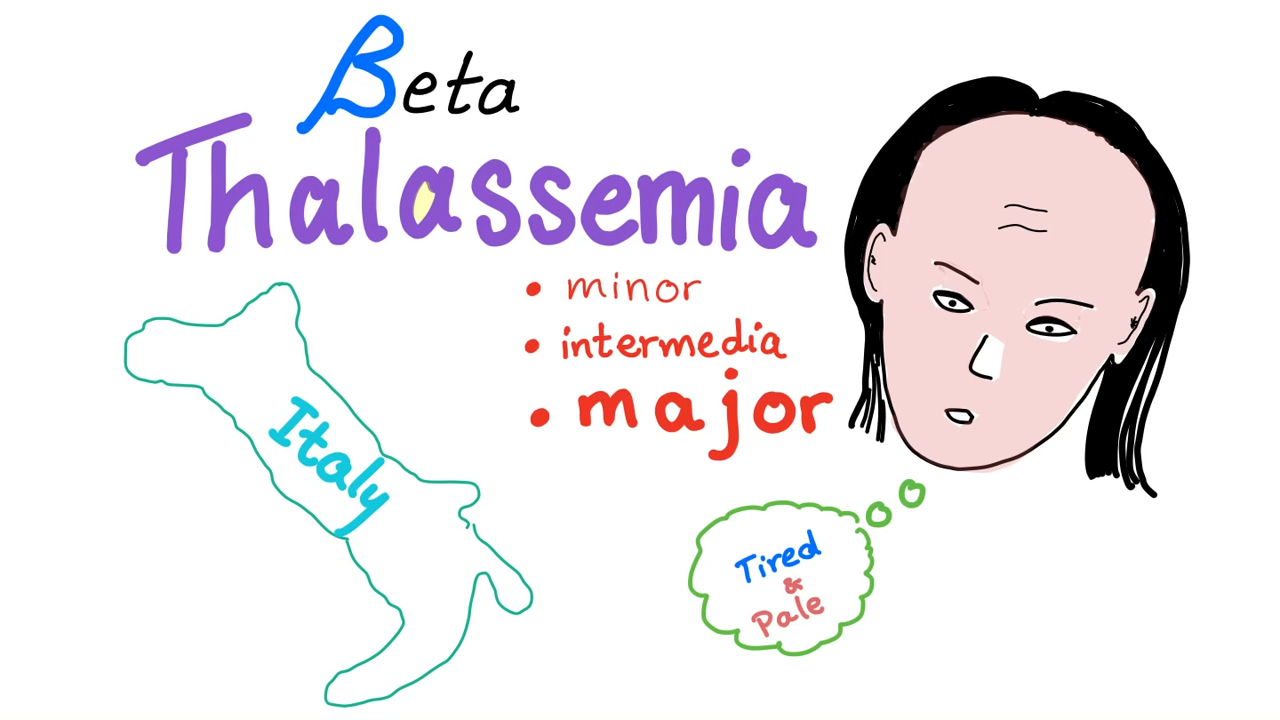 Beta
Thalassemia
• minor
• intermedia
• major
Italy
Tired
&
Pale